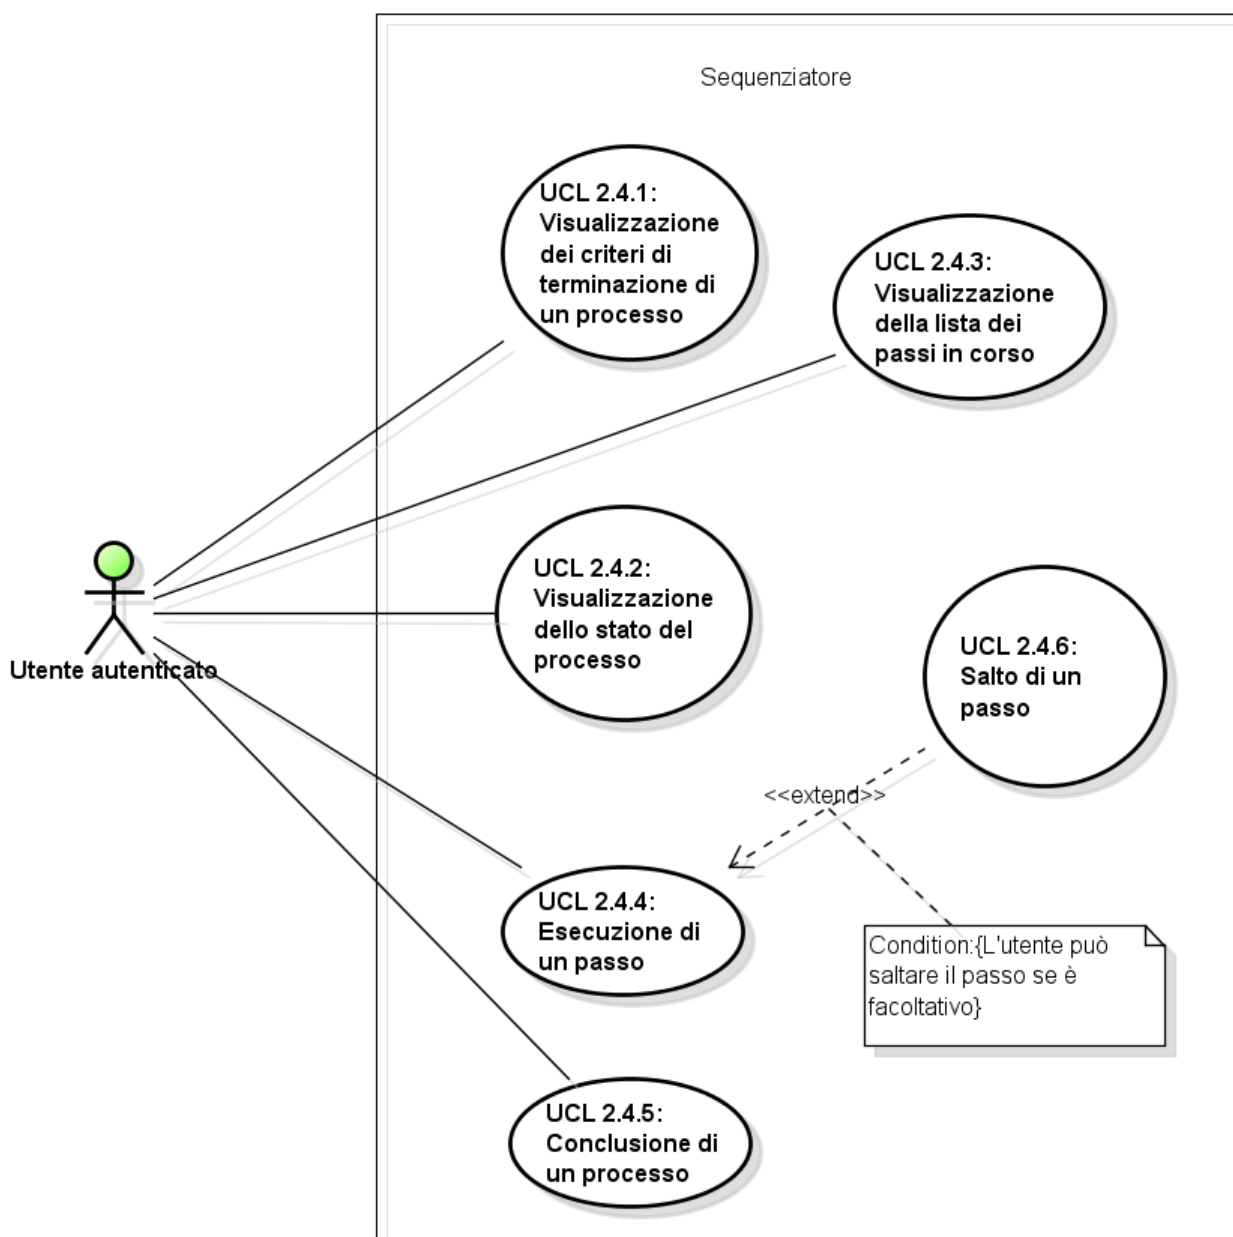 Sequenziatore
UCL 2.4.1:
Visualizzazione
dei criteri di
terminazione di
un processo
UCL 2.4.3:
Visualizzazione
della lista dei
passi in corso
UCL 2.4.2:
Visualizzazione
dello stato del
processo
UCL 2.4.6:
Salto di un
passo
Utente autenticato
<<extend>>
UCL 2.4.4:
Esecuzione di
un passo
Condition:{L'utente può
saltare il passo se è
facoltativo}
UCL 2.4.5:
Conclusione di
un processo